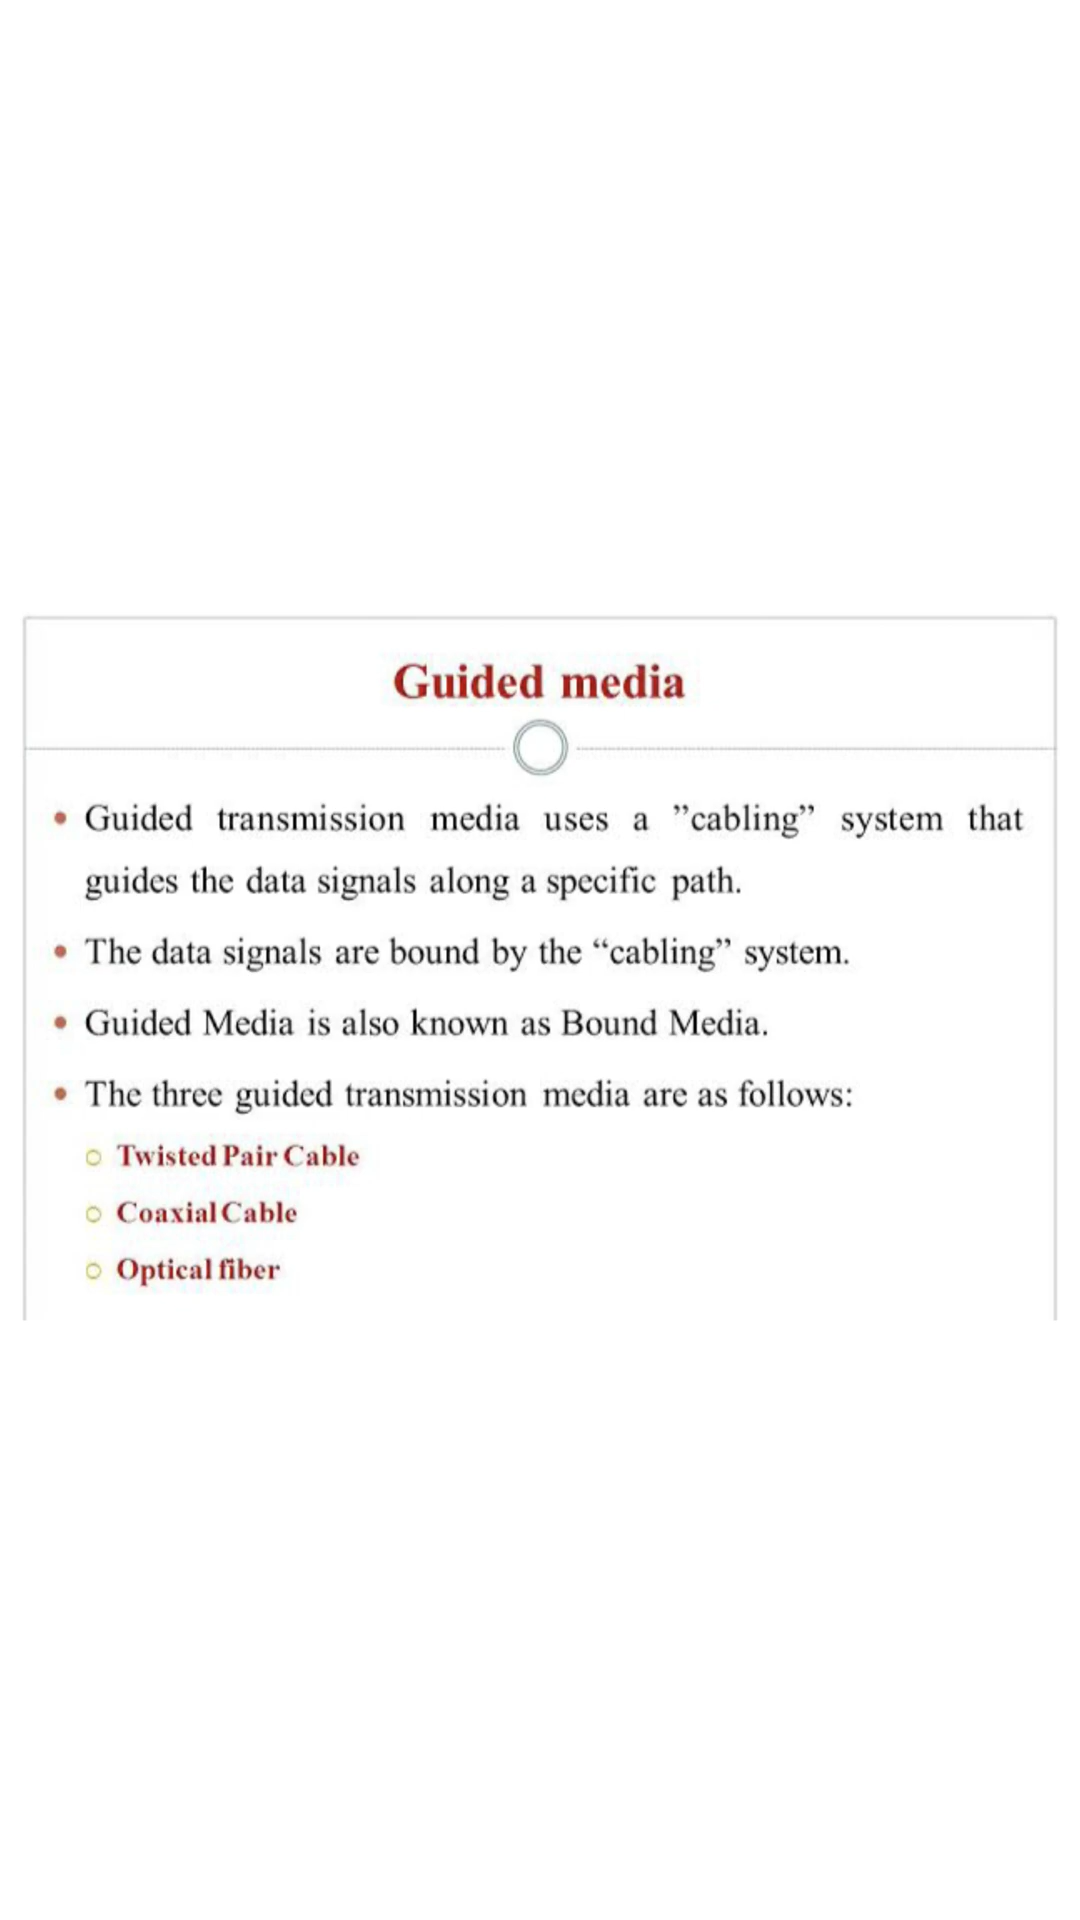 Guided media
• Guided transmission media uses a ”cabling” system that
guides the data signals along a specific path.
• The data signals are bound by the “cabling” system.
• Guided Media is also known as Bound Media.
• The three guided transmission media are as follows:
○ Twisted Pair Cable
○ Coaxial Cable
○ Optical fiber